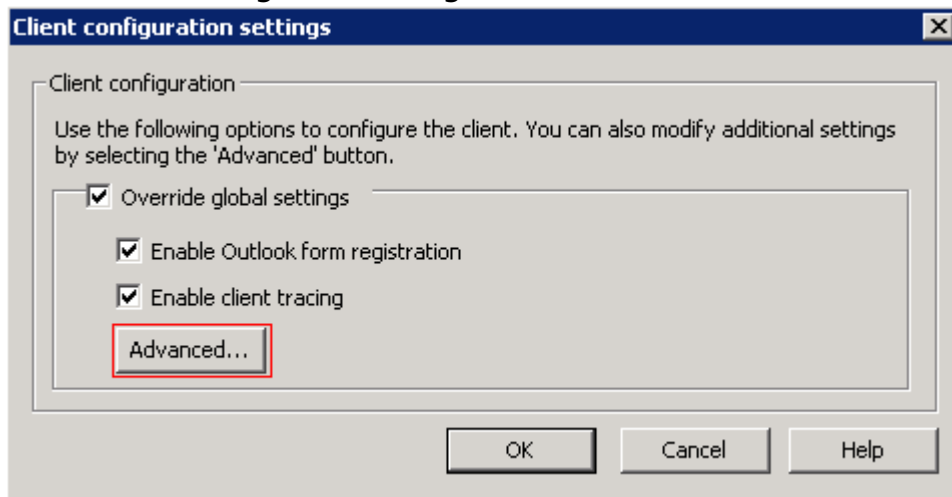 Client configuration settings
Client configuration
Use the following options to configure the client. You can also modify additional settings
by selecting the 'Advanced' button.
Override global settings
Enable Outlook form registration
Enable client tracing
Advanced...
OK Cancel Help